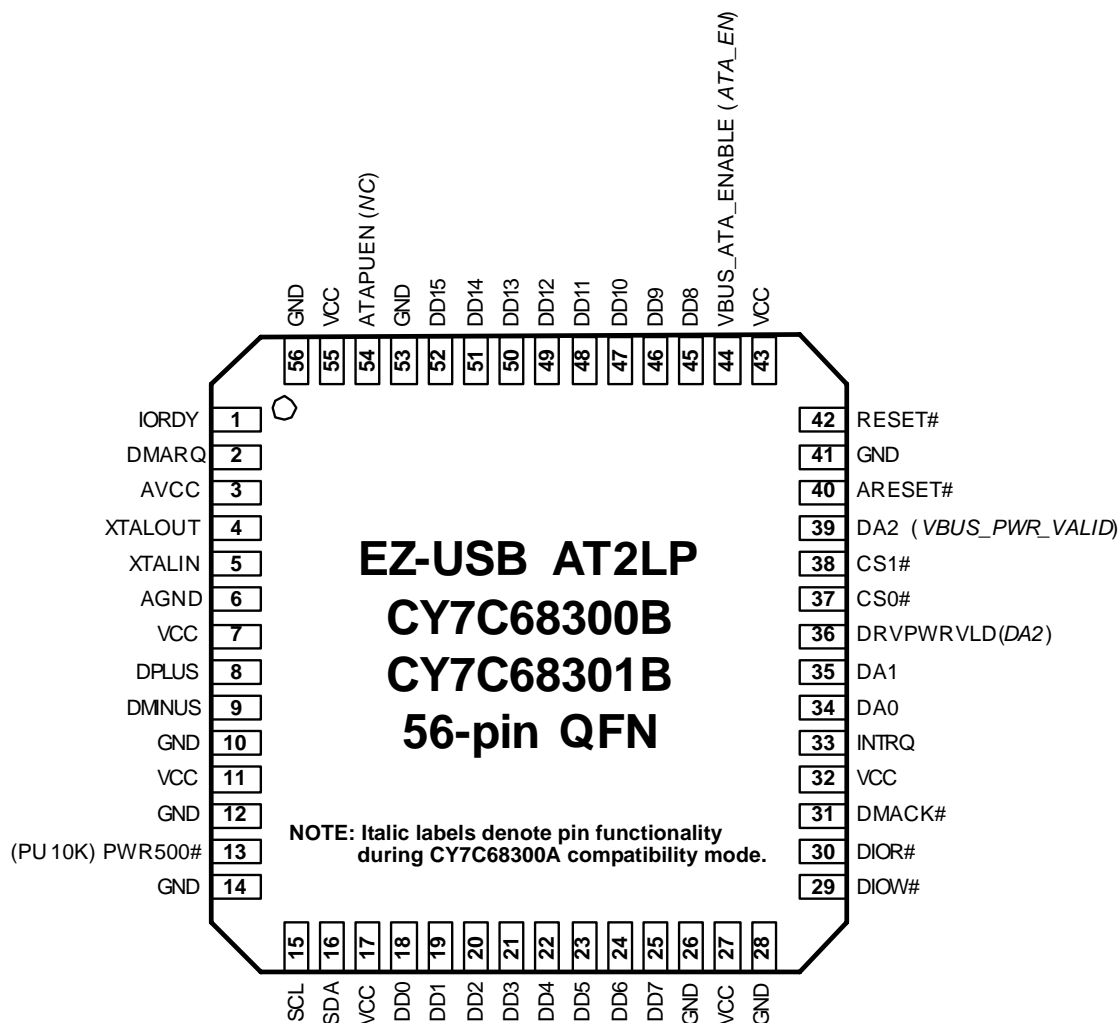 GND
VCC
ATAPUEN (NC)
GND
DD15
DD14
DD13
DD12
DD11
DD10
DD9
DD8
VBUS_ATA_ENABLE (ATA_EN)
VCC
56
55
54
53
52
51
50
49
48
47
46
45
44
43
IORDY 1
DMARQ 2
AVCC 3
XTALOUT 4
XTALIN 5
AGND 6
VCC 7
DPLUS 8
DMINUS 9
GND 10
VCC 11
GND 12
(PU10K) PWR500# 13
GND 14
EZ-USB AT2LP
CY7C68300B
CY7C68301B
56-pin QFN
NOTE: Italic labels denote pin functionality
during CY7C68300A compatibility mode.
42 RESET#
41 GND
40 ARESET#
39 DA2 (VBUS_PWR_VALID)
38 CS1#
37 CS0#
36 DRVPWRVLD(DA2)
35 DA1
34 DA0
33 INTRQ
32 VCC
31 DMACK#
30 DIOR#
29 DIOW#
15
16
17
18
19
20
21
22
23
24
25
26
27
28
SCL
SDA
VCC
DD0
DD1
DD2
DD3
DD4
DD5
DD6
DD7
GND
VCC
GND